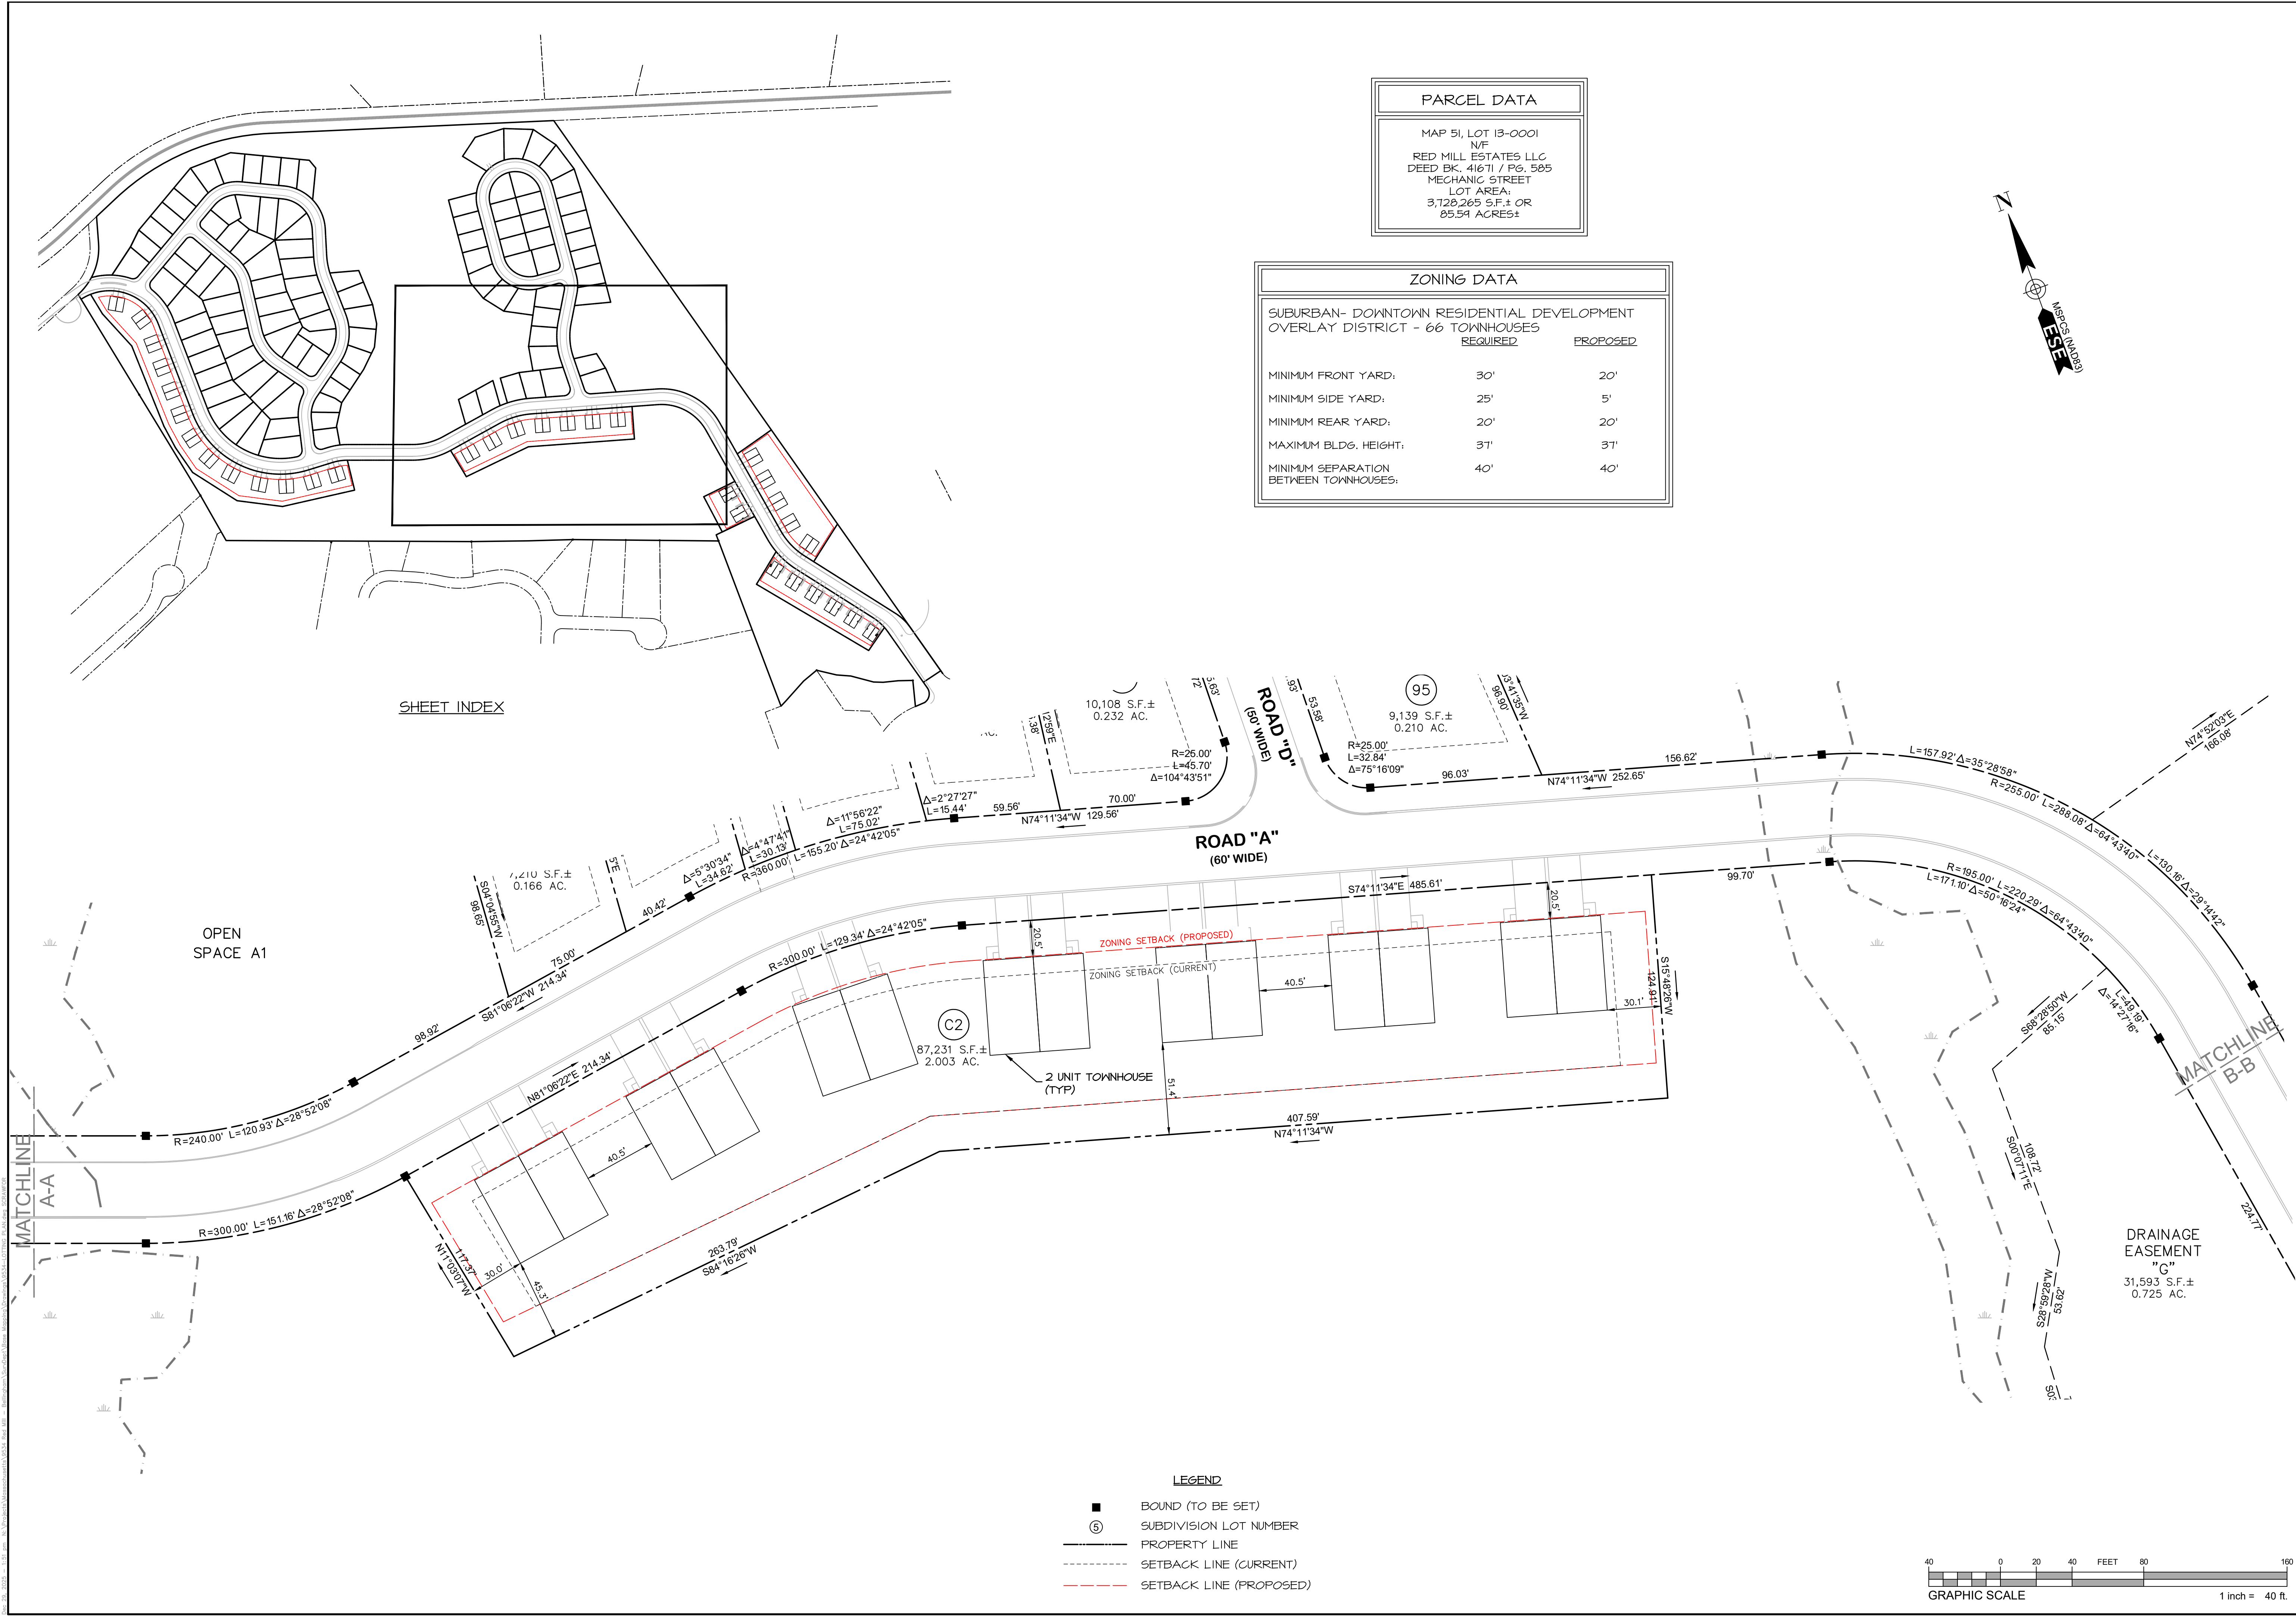 PARCEL DATA
MAP 51, LOT 13-0001
N/F
RED MILL ESTATES LLC
DEED BK. 41671 / PG. 585
MECHANIC STREET
LOT AREA:
3,728,265 S.F.± OR
85.59 ACRES±
ZONING DATA
SUBURBAN- DOWNTOWN RESIDENTIAL DEVELOPMENT
OVERLAY DISTRICT - 66 TOWNHOUSES
REQUIRED PROPOSED
MINIMUM FRONT YARD: 30' 20'
MINIMUM SIDE YARD: 25' 5'
MINIMUM REAR YARD: 20' 20'
MAXIMUM BLDG. HEIGHT: 37' 37'
MINIMUM SEPARATION 40' 40'
BETWEEN TOWNHOUSES:
N
MSPCS (NAD83)
ESE
SHEET INDEX
10,108 S.F.±
0.232 AC.
R=25.00'
L=45.70'
Δ=104°43'51"
ROAD "D"
(50' WIDE)
53.58'
R=25.00'
L=32.84'
Δ=75°16'09"
95
9,139 S.F.±
0.210 AC.
96.90'
96.03'
156.62'
N74°11'34"W 252.65'
L=157.92' Δ=35°28'58"
R=255.00' L=288.08' Δ=64°43'40"
L=130.16' Δ=29°14'42"
N74°52'03"E
166.08'
Δ=2°27'27"
L=15.44'
59.56'
70.00'
N74°11'34"W 129.56'
Δ=11°56'22"
L=75.02'
Δ=4°47'41"
L=30.13'
R=360.00' L=155.20' Δ=24°42'05"
Δ=5°30'34"
L=34.62'
0.166 AC.
S04°04'55"W
98.65'
40.42'
75.00'
S81°06'22"W 214.34'
98.92'
OPEN
SPACE A1
ROAD "A"
(60' WIDE)
S74°11'34"E 485.61'
99.70'
R=195.00' L=220.29' Δ=64°43'40"
L=171.10' Δ=50°16'24"
L=49.19'
Δ=14°27'16"
S68°28'50"W
85.15'
MATCHLINE
B-B
R=300.00' L=129.34' Δ=24°42'05"
20.5'
20.5'
ZONING SETBACK (PROPOSED)
ZONING SETBACK (CURRENT)
40.5'
30.1'
S15°48'26"W
124.91'
C2
87,231 S.F.±
2.003 AC.
2 UNIT TOWNHOUSE
(TYP)
51.4'
N81°06'22"E 214.34'
40.5'
407.59'
N74°11'34"W
R=240.00' L=120.93' Δ=28°52'08"
MATCHLINE
A-A
R=300.00' L=151.16' Δ=28°52'08"
N11°03'07"W
117.37'
30.0'
45.3'
263.79'
S84°16'26"W
108.72'
S00°07'11"E
224.77'
DRAINAGE
EASEMENT
"G"
31,593 S.F.±
0.725 AC.
S28°59'28"W
53.62'
LEGEND
BOUND (TO BE SET)
5 SUBDIVISION LOT NUMBER
PROPERTY LINE
SETBACK LINE (CURRENT)
SETBACK LINE (PROPOSED)
40 0 20 40 FEET 80 160
GRAPHIC SCALE 1 inch = 40 ft.